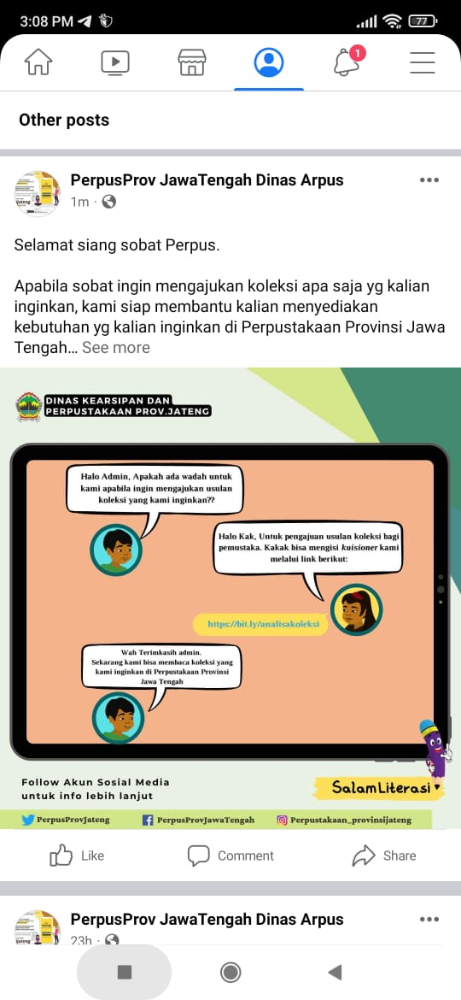 3:08 PM
77
1
Other posts
PerpusProv JawaTengah Dinas Arpus
1m ·
Selamat siang sobat Perpus.
Apabila sobat ingin mengajukan koleksi apa saja yg kalian
inginkan, kami siap membantu kalian menyediakan
kebutuhan yg kalian inginkan di Perpustakaan Provinsi Jawa
Tengah... See more
DINAS KEARSIPAN DAN
PERPUSTAKAAN PROV.JATENG
Halo Admin, Apakah ada wadah untuk
kami apabila ingin mengajukan usulan
koleksi yang kami inginkan??
Halo Kak, Untuk pengajuan usulan koleksi bagi
pemustaka. Kakak bisa mengisi kuisioner kami
melalui link berikut:
https://bit.ly/analisakoleksi
Wah Terimkasih admin.
Sekarang kami bisa membaca koleksi yang
kami inginkan di Perpustakaan Provinsi
Jawa Tengah
Follow Akun Sosial Media
untuk info lebih lanjut
SalamLiterasi
PerpusProvJateng
PerpusProvJawaTengah
Perpustakaan_provinsijateng
Like
Comment
Share
PerpusProv JawaTengah Dinas Arpus
23h ·